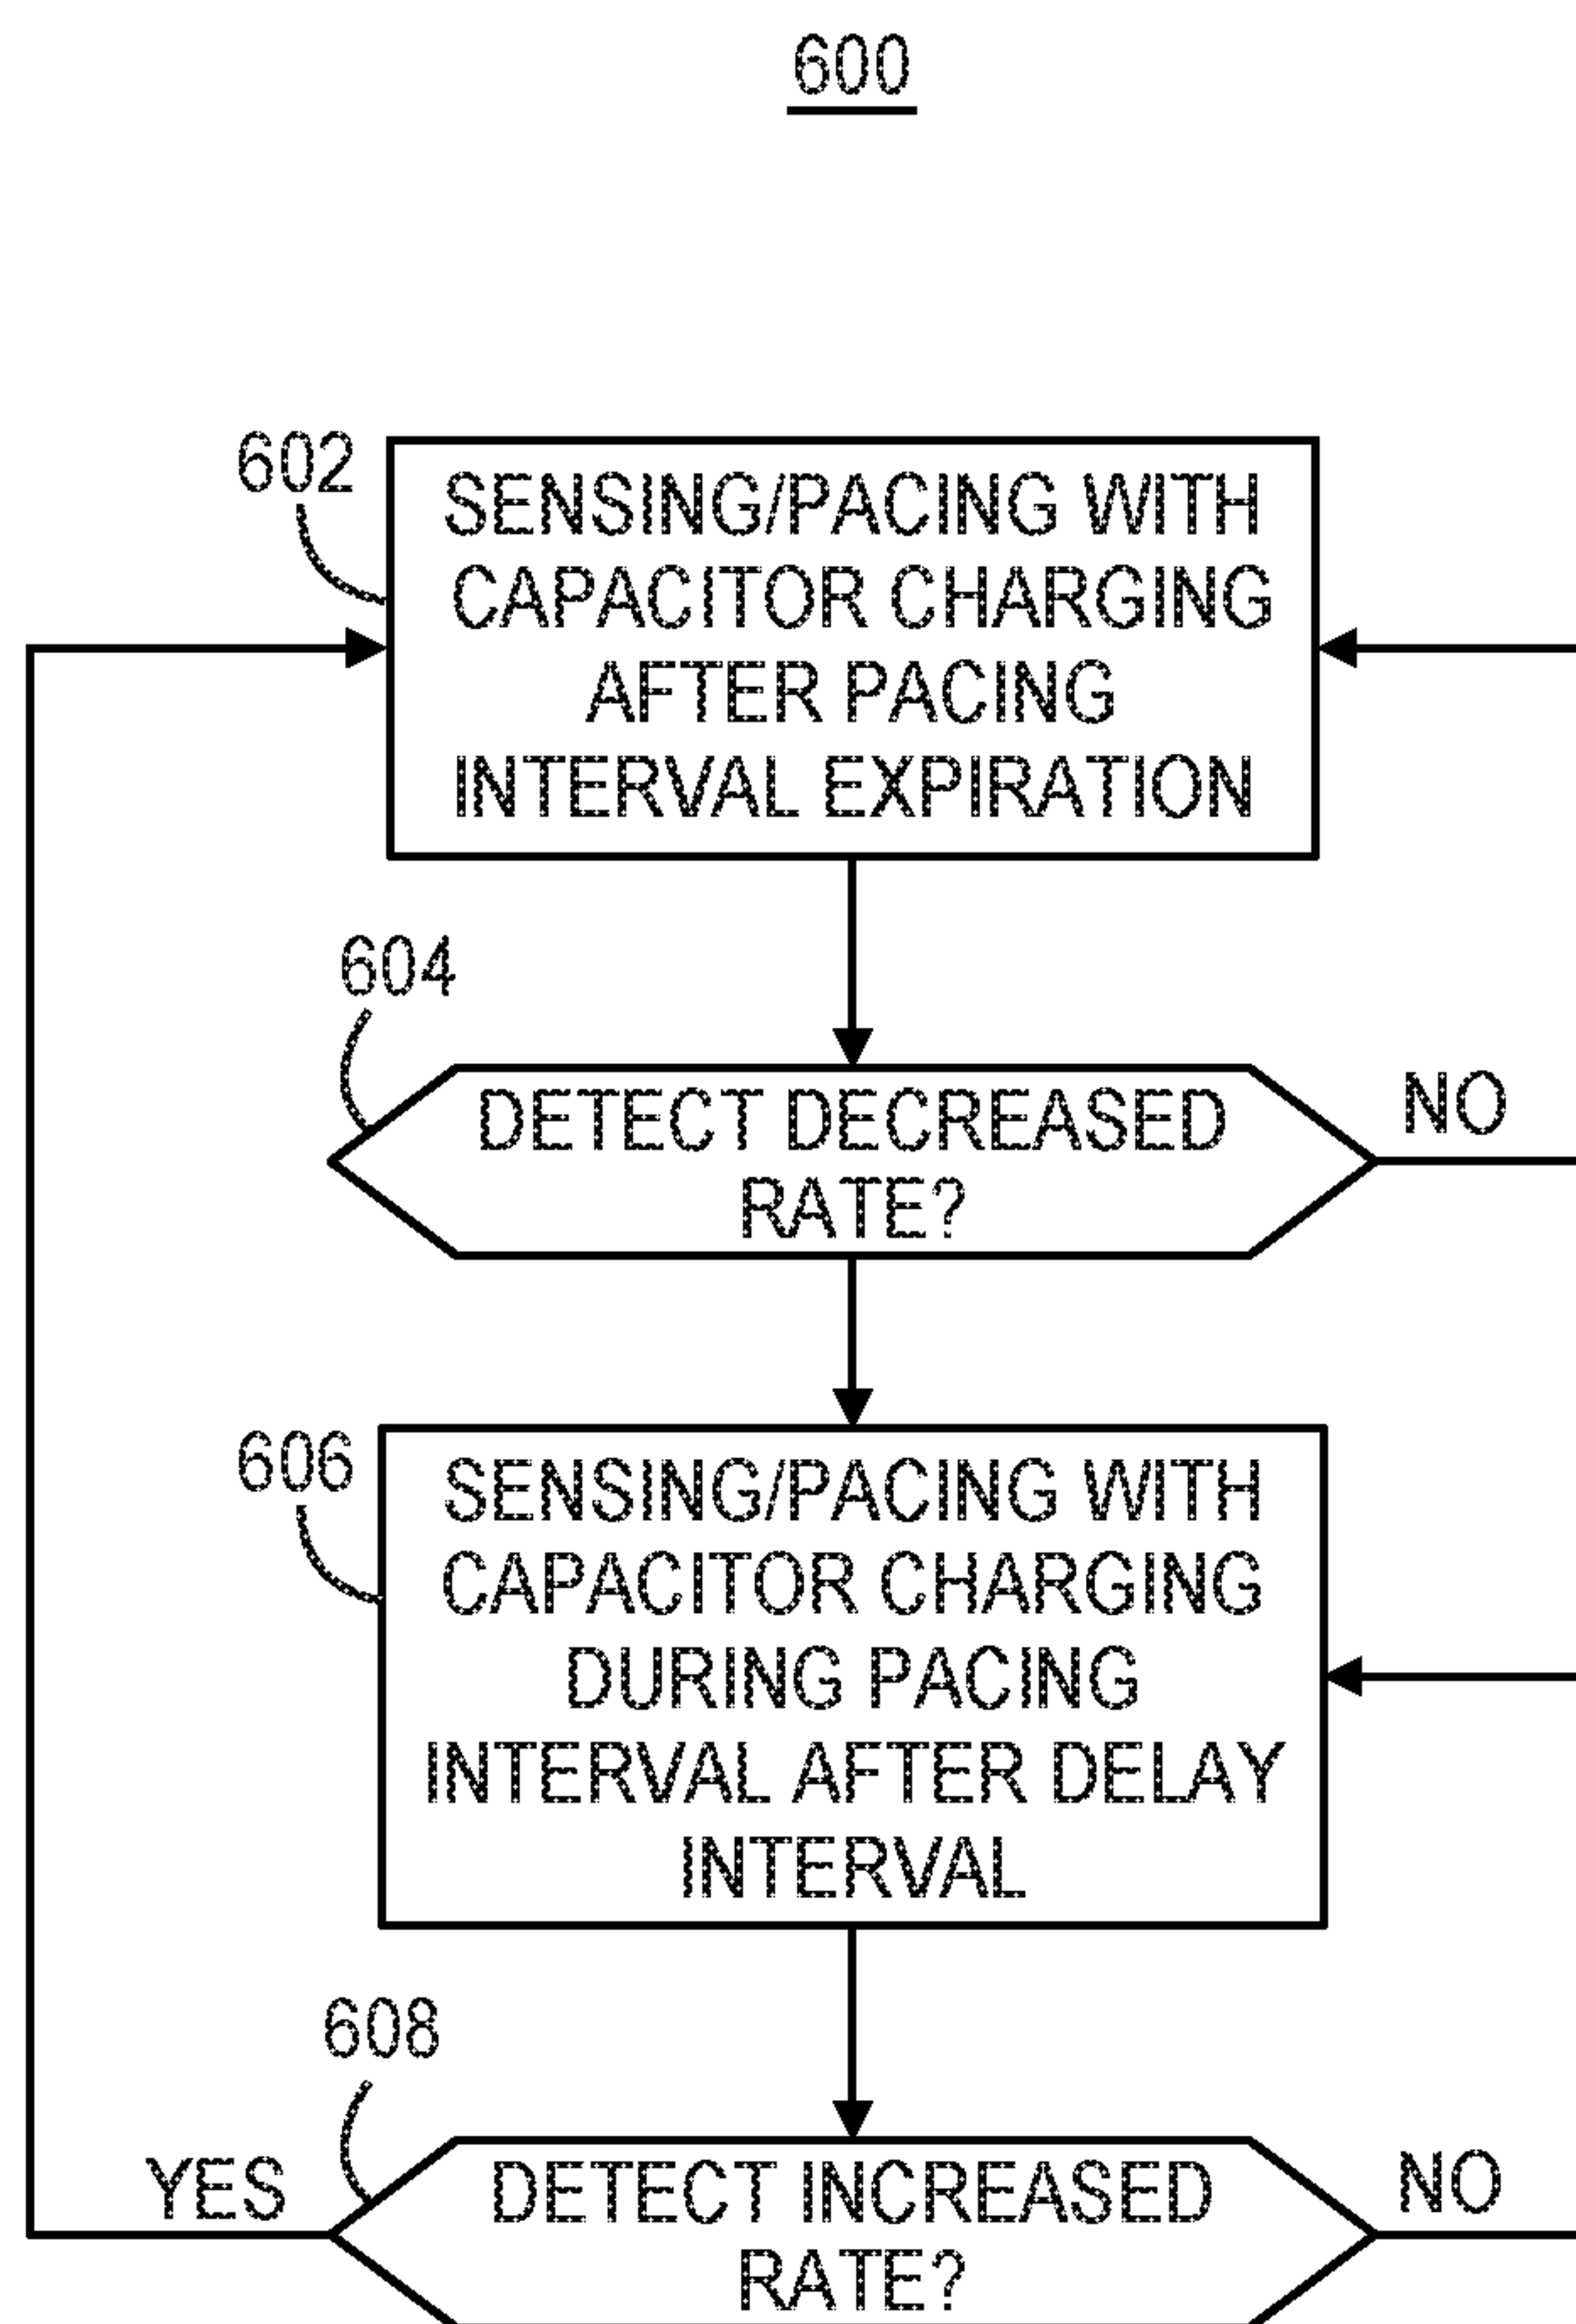 600
602
SENSING/PACING WITH
CAPACITOR CHARGING
AFTER PACING
INTERVAL EXPIRATION
604
DETECT DECREASED
RATE?
NO
606
SENSING/PACING WITH
CAPACITOR CHARGING
DURING PACING
INTERVAL AFTER DELAY
INTERVAL
608
YES
DETECT INCREASED
RATE?
NO